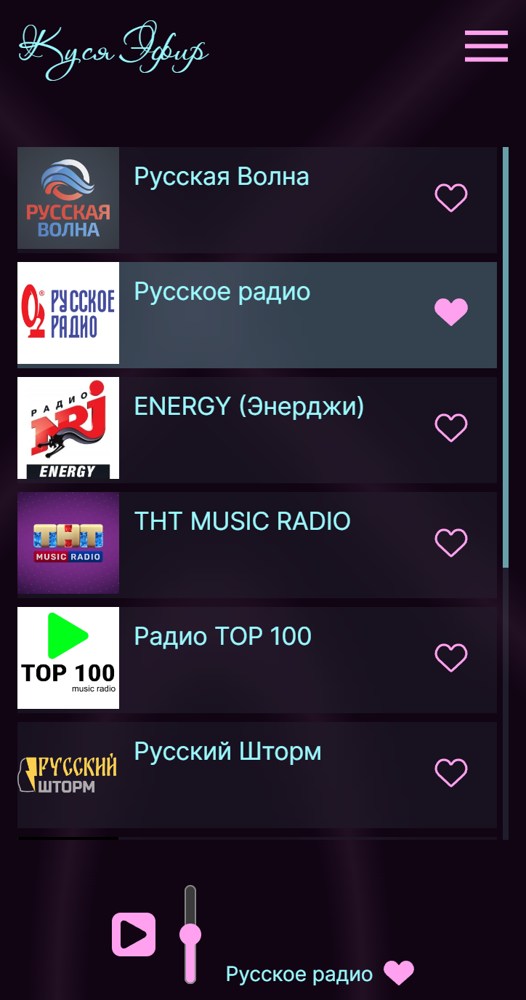 Куся Эфир
РУССКАЯ
ВОЛНА
Русская Волна
®
РУССКОЕ
РАДИО
Русское радио
РАДИО
NRJ
ENERGY
ENERGY (Энерджи)
ТНТ
MUSIC RADIO
ТНТ MUSIC RADIO
TOP 100
music radio
Радио TOP 100
РУССКИЙ
ШТОРМ
Русский Шторм
Русское радио